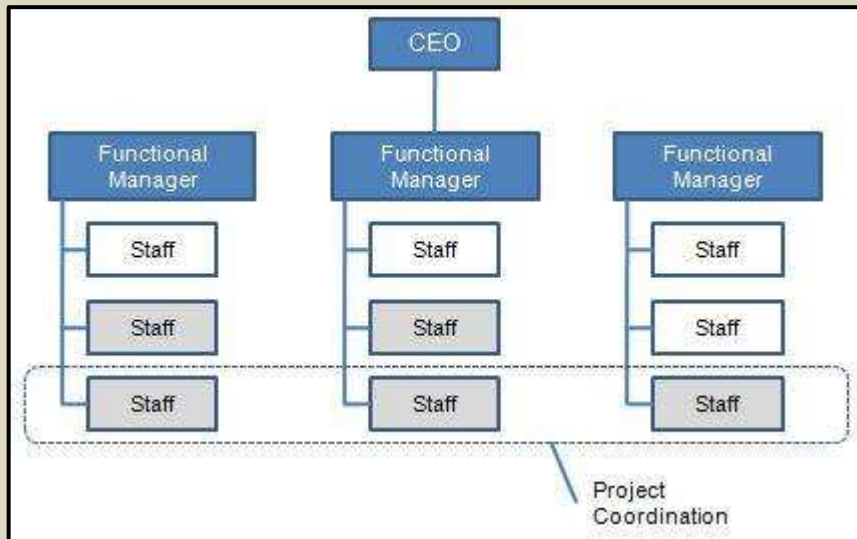 CEO
Functional
Manager
Functional
Manager
Functional
Manager
Staff
Staff
Staff
Staff
Staff
Staff
Staff
Staff
Staff
Project
Coordination